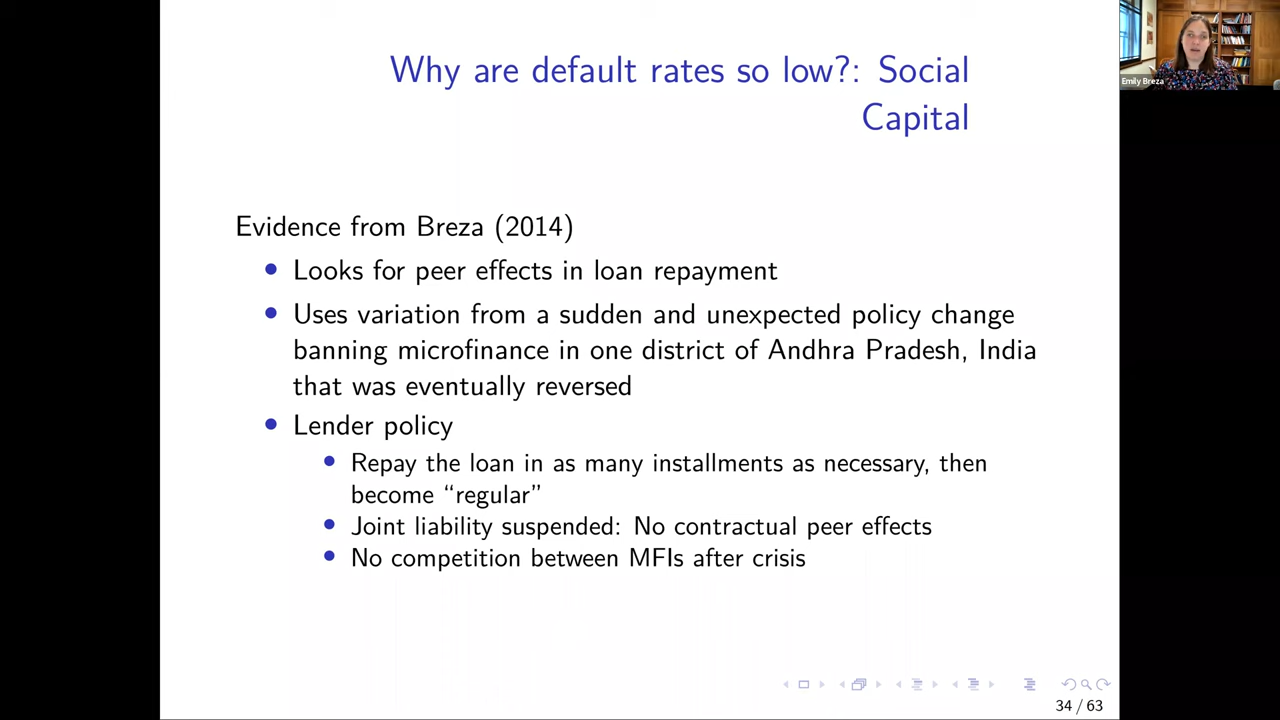 Why are default rates so low?: Social
Capital
Emily Breza
Evidence from Breza (2014)
• Looks for peer effects in loan repayment
• Uses variation from a sudden and unexpected policy change
banning microfinance in one district of Andhra Pradesh, India
that was eventually reversed
• Lender policy
• Repay the loan in as many installments as necessary, then
become “regular”
• Joint liability suspended: No contractual peer effects
• No competition between MFIs after crisis
34 / 63